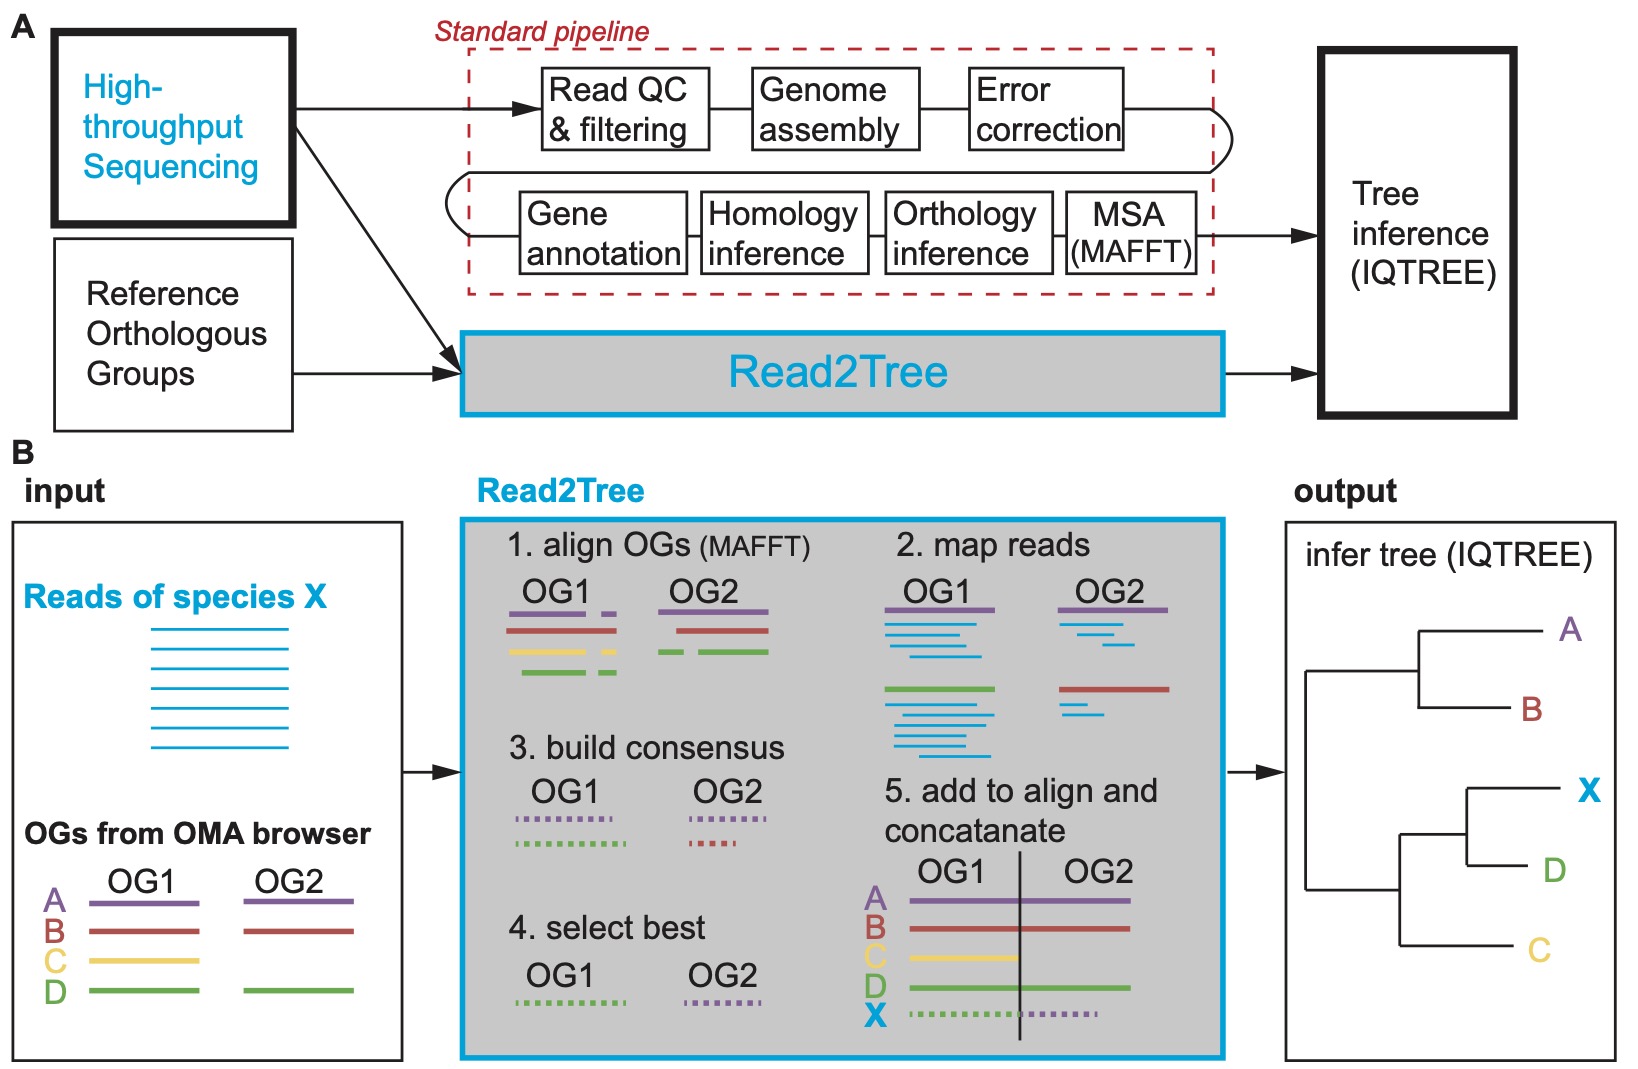 A
Standard pipeline
High-
throughput
Sequencing
Read QC
& filtering
Genome
assembly
Error
correction
Gene
annotation
Homology
inference
Orthology
inference
MSA
(MAFFT)
Tree
inference
(IQTREE)
Reference
Orthologous
Groups
Read2Tree
B
input
Reads of species X
OGs from OMA browser
OG1 OG2
A
B
C
D
Read2Tree
1. align OGs (MAFFT)
OG1 OG2
2. map reads
OG1 OG2
3. build consensus
OG1 OG2
4. select best
OG1 OG2
5. add to align and
concatanate
OG1 OG2
A
B
C
D
X
output
infer tree (IQTREE)
A
B
X
D
C